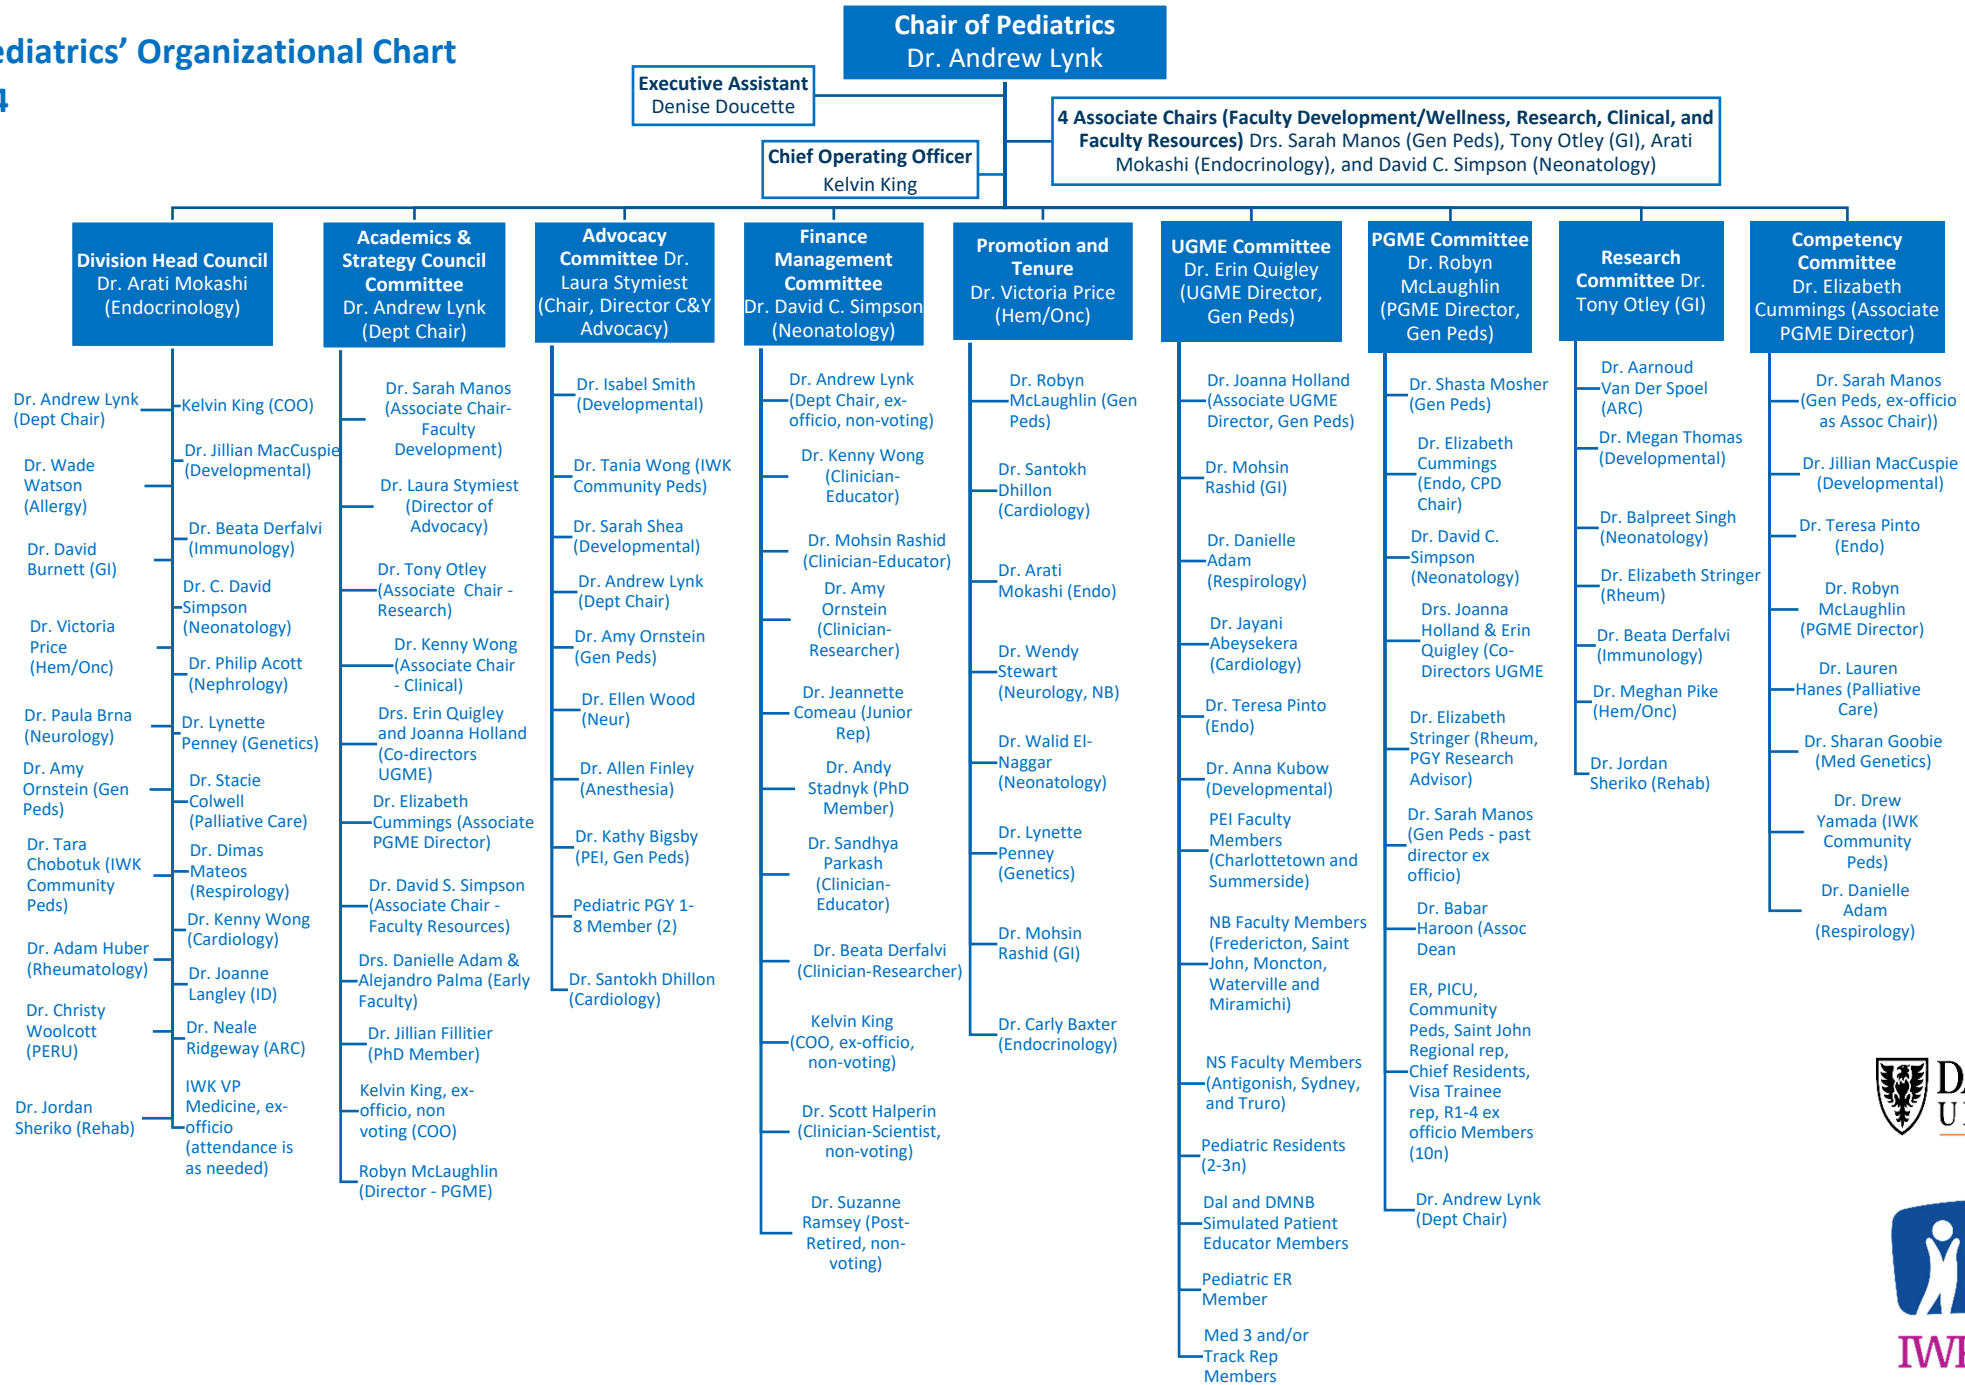 Chair of Pediatrics
Dr. Andrew Lynk
ediatrics’ Organizational Chart
4
Executive Assistant
Denise Doucette
4 Associate Chairs (Faculty Development/Wellness, Research, Clinical, and
Faculty Resources) Drs. Sarah Manos (Gen Peds), Tony Otley (GI), Arati
Mokashi (Endocrinology), and David C. Simpson (Neonatology)
Chief Operating Officer
Kelvin King
Division Head Council
Dr. Arati Mokashi
(Endocrinology)
Dr. Andrew Lynk
(Dept Chair)
Kelvin King (COO)
Dr. Wade
Watson
(Allergy)
Dr. Jillian MacCuspie
(Developmental)
Dr. David
Burnett (GI)
Dr. Beata Derfalvi
(Immunology)
Dr. C. David
Simpson
(Neonatology)
Dr. Victoria
Price
(Hem/Onc)
Dr. Philip Acott
(Nephrology)
Dr. Paula Brna
(Neurology)
Dr. Lynette
Penney (Genetics)
Dr. Amy
Ornstein (Gen
Peds)
Dr. Stacie
Colwell
(Palliative Care)
Dr. Tara
Chobotuk (IWK
Community
Peds)
Dr. Dimas
Mateos
(Respirology)
Dr. Kenny Wong
(Cardiology)
Dr. Adam Huber
(Rheumatology)
Dr. Joanne
Langley (ID)
Dr. Christy
Woolcott
(PERU)
Dr. Neale
Ridgeway (ARC)
Dr. Jordan
Sheriko (Rehab)
IWK VP
Medicine, ex-
officio
(attendance is
as needed)
Academics &
Strategy Council
Committee
Dr. Andrew Lynk
(Dept Chair)
Dr. Sarah Manos
(Associate Chair-
Faculty
Development)
Dr. Laura Stymiest
(Director of
Advocacy)
Dr. Tony Otley
(Associate Chair -
Research)
Dr. Kenny Wong
(Associate Chair
- Clinical)
Drs. Erin Quigley
and Joanna Holland
(Co-directors
UGME)
Dr. Elizabeth
Cummings (Associate
PGME Director)
Dr. David S. Simpson
(Associate Chair -
Faculty Resources)
Drs. Danielle Adam &
Alejandro Palma (Early
Faculty)
Dr. Jillian Fillitier
(PhD Member)
Kelvin King, ex-
officio, non
voting (COO)
Robyn McLaughlin
(Director - PGME)
Advocacy
Committee Dr.
Laura Stymiest
(Chair, Director C&Y
Advocacy)
Dr. Isabel Smith
(Developmental)
Dr. Tania Wong (IWK
Community Peds)
Dr. Sarah Shea
(Developmental)
Dr. Andrew Lynk
(Dept Chair)
Dr. Amy Ornstein
(Gen Peds)
Dr. Ellen Wood
(Neur)
Dr. Allen Finley
(Anesthesia)
Dr. Kathy Bigsby
(PEI, Gen Peds)
Pediatric PGY 1-
8 Member (2)
Dr. Santokh Dhillon
(Cardiology)
Finance
Management
Committee
Dr. David C. Simpson
(Neonatology)
Dr. Andrew Lynk
(Dept Chair, ex-
officio, non-voting)
Dr. Kenny Wong
(Clinician-
Educator)
Dr. Mohsin Rashid
(Clinician-Educator)
Dr. Amy
Ornstein
(Clinician-
Researcher)
Dr. Jeannette
Comeau (Junior
Rep)
Dr. Andy
Stadnyk (PhD
Member)
Dr. Sandhya
Parkash
(Clinician-
Educator)
Dr. Beata Derfalvi
(Clinician-Researcher)
Kelvin King
(COO, ex-officio,
non-voting)
Dr. Scott Halperin
(Clinician-Scientist,
non-voting)
Dr. Suzanne
Ramsey (Post-
Retired, non-
voting)
Promotion and
Tenure
Dr. Victoria Price
(Hem/Onc)
Dr. Robyn
McLaughlin (Gen
Peds)
Dr. Santokh
Dhillon
(Cardiology)
Dr. Arati
Mokashi (Endo)
Dr. Wendy
Stewart
(Neurology, NB)
Dr. Walid El-
Naggar
(Neonatology)
Dr. Lynette
Penney
(Genetics)
Dr. Mohsin
Rashid (GI)
Dr. Carly Baxter
(Endocrinology)
UGME Committee
Dr. Erin Quigley
(UGME Director,
Gen Peds)
Dr. Joanna Holland
(Associate UGME
Director, Gen Peds)
Dr. Mohsin
Rashid (GI)
Dr. Danielle
Adam
(Respirology)
Dr. Jayani
Abeysekera
(Cardiology)
Dr. Teresa Pinto
(Endo)
Dr. Anna Kubow
(Developmental)
PEI Faculty
Members
(Charlottetown and
Summerside)
NB Faculty Members
(Fredericton, Saint
John, Moncton,
Waterville and
Miramichi)
NS Faculty Members
(Antigonish, Sydney,
and Truro)
Pediatric Residents
(2-3n)
Dal and DMNB
Simulated Patient
Educator Members
Pediatric ER
Member
Med 3 and/or
Track Rep
Members
PGME Committee
Dr. Robyn
McLaughlin
(PGME Director,
Gen Peds)
Dr. Shasta Mosher
(Gen Peds)
Dr. Elizabeth
Cummings
(Endo, CPD
Chair)
Dr. David C.
Simpson
(Neonatology)
Drs. Joanna
Holland & Erin
Quigley (Co-
Directors UGME
Dr. Elizabeth
Stringer (Rheum,
PGY Research
Advisor)
Dr. Sarah Manos
(Gen Peds - past
director ex
officio)
Dr. Babar
Haroon (Assoc
Dean
ER, PICU,
Community
Peds, Saint John
Regional rep,
Chief Residents,
Visa Trainee
rep, R1-4 ex
officio Members
(10n)
Dr. Andrew Lynk
(Dept Chair)
Research
Committee Dr.
Tony Otley (GI)
Dr. Aarnoud
Van Der Spoel
(ARC)
Dr. Megan Thomas
(Developmental)
Dr. Balpreet Singh
(Neonatology)
Dr. Elizabeth Stringer
(Rheum)
Dr. Beata Derfalvi
(Immunology)
Dr. Meghan Pike
(Hem/Onc)
Dr. Jordan
Sheriko (Rehab)
Competency
Committee
Dr. Elizabeth
Cummings (Associate
PGME Director)
Dr. Sarah Manos
(Gen Peds, ex-officio
as Assoc Chair))
Dr. Jillian MacCuspie
(Developmental)
Dr. Teresa Pinto
(Endo)
Dr. Robyn
McLaughlin
(PGME Director)
Dr. Lauren
Hanes (Palliative
Care)
Dr. Sharan Goobie
(Med Genetics)
Dr. Drew
Yamada (IWK
Community
Peds)
Dr. Danielle
Adam
(Respirology)
DA
U
IW